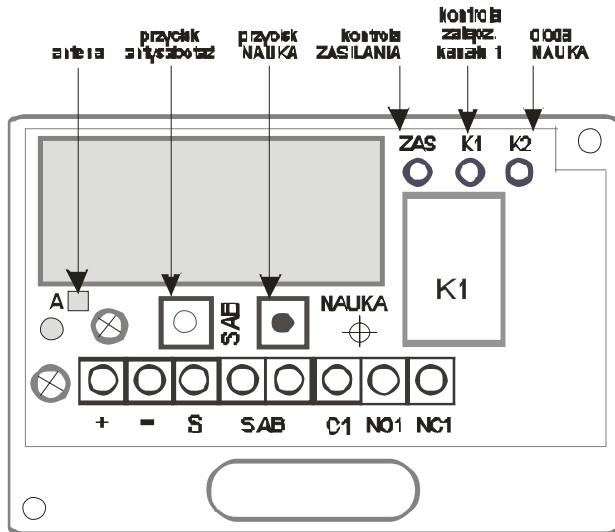 antena
przycisk
antysabotaż
przycisk
NAUKA
kontrola
ZASILANIA
kontrola
załącz.
kanału 1
dioda
NAUKA
ZAS K1 K2
K1
A
SAB
NAUKA
+ - S SAB C1 NO1 NC1